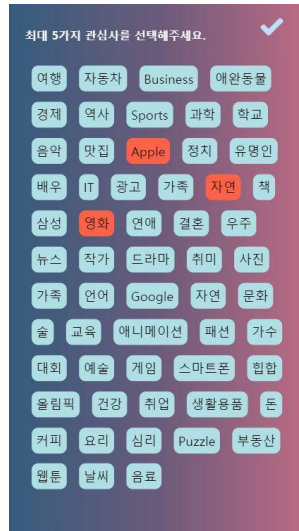 최대 5가지 관심사를 선택해주세요.
여행 자동차 Business 애완동물
경제 역사 Sports 과학 학교
음악 맛집 Apple 정치 유명인
배우 IT 광고 가족 자연 책
삼성 영화 연애 결혼 우주
뉴스 작가 드라마 취미 사진
가족 언어 Google 자연 문화
술 교육 애니메이션 패션 가수
대회 예술 게임 스마트폰 힙합
올림픽 건강 취업 생활용품 돈
커피 요리 심리 Puzzle 부동산
웹툰 날씨 음료